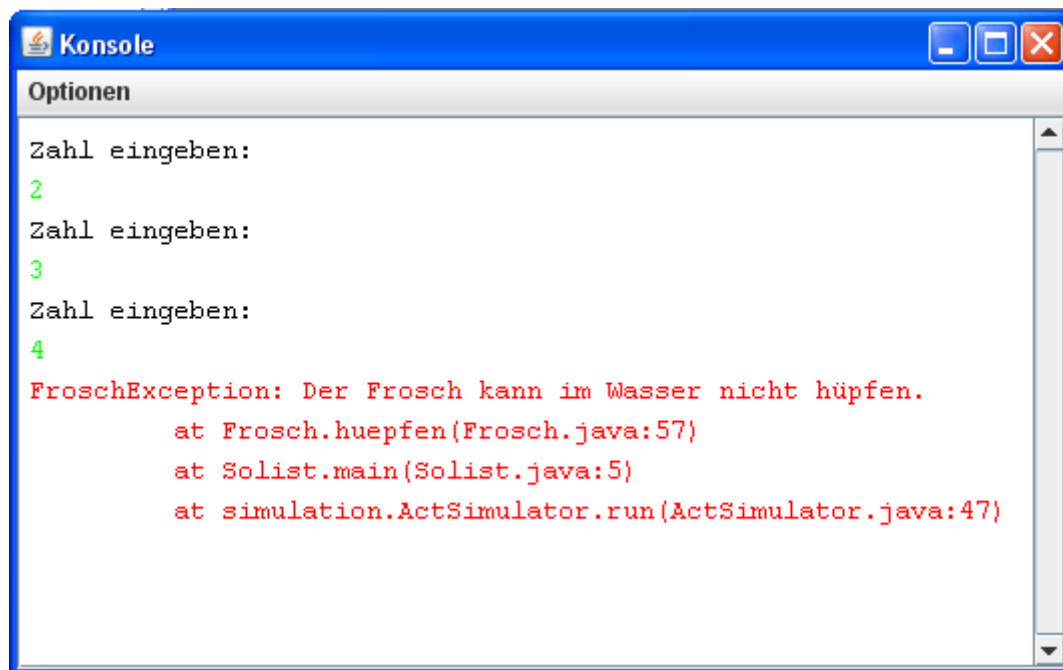 Konsole
Optionen
Zahl eingeben:
2
Zahl eingeben:
3
Zahl eingeben:
4
FroschException: Der Frosch kann im Wasser nicht hüpfen.
at Frosch.huepfen(Frosch.java:57)
at Solist.main(Solist.java:5)
at simulation.ActSimulator.run(ActSimulator.java:47)